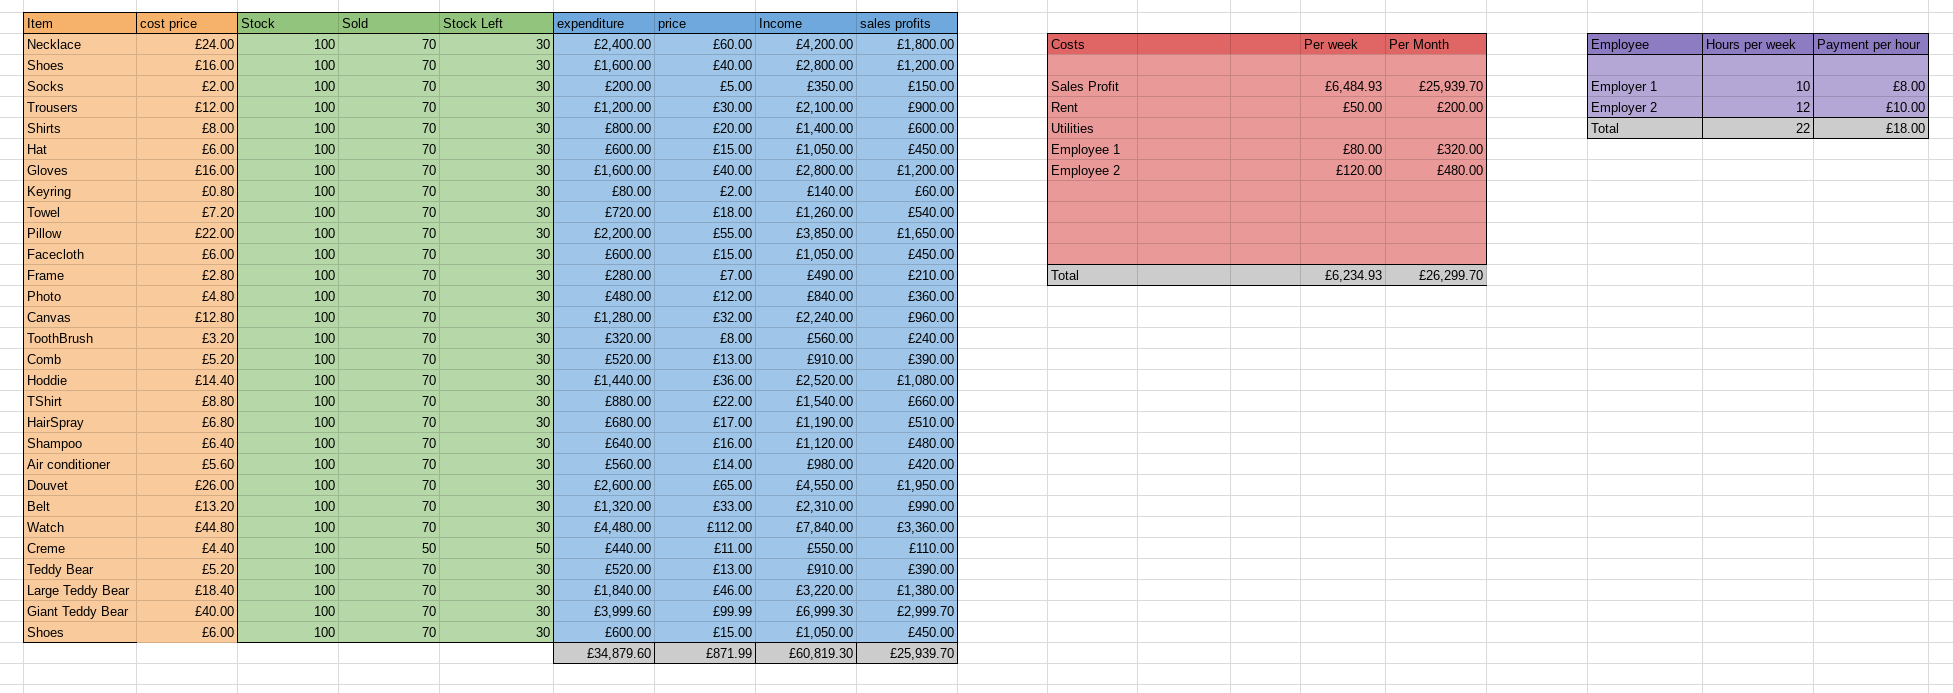 Item cost price Stock Sold Stock Left expenditure price Income sales profits
Necklace £24.00 100 70 30 £2,400.00 £60.00 £4,200.00 £1,800.00 Costs Per week Per Month Employee Hours per week Payment per hour
Shoes £16.00 100 70 30 £1,600.00 £40.00 £2,800.00 £1,200.00
Socks £2.00 100 70 30 £200.00 £5.00 £350.00 £150.00 Sales Profit £6,484.93 £25,939.70 Employer 1 10 £8.00
Trousers £12.00 100 70 30 £1,200.00 £30.00 £2,100.00 £900.00 Rent £50.00 £200.00 Employer 2 12 £10.00
Shirts £8.00 100 70 30 £800.00 £20.00 £1,400.00 £600.00 Utilities Total 22 £18.00
Hat £6.00 100 70 30 £600.00 £15.00 £1,050.00 £450.00 Employee 1 £80.00 £320.00
Gloves £16.00 100 70 30 £1,600.00 £40.00 £2,800.00 £1,200.00 Employee 2 £120.00 £480.00
Keyring £0.80 100 70 30 £80.00 £2.00 £140.00 £60.00
Towel £7.20 100 70 30 £720.00 £18.00 £1,260.00 £540.00
Pillow £22.00 100 70 30 £2,200.00 £55.00 £3,850.00 £1,650.00
Facecloth £6.00 100 70 30 £600.00 £15.00 £1,050.00 £450.00
Frame £2.80 100 70 30 £280.00 £7.00 £490.00 £210.00 Total £6,234.93 £26,299.70
Photo £4.80 100 70 30 £480.00 £12.00 £840.00 £360.00
Canvas £12.80 100 70 30 £1,280.00 £32.00 £2,240.00 £960.00
ToothBrush £3.20 100 70 30 £320.00 £8.00 £560.00 £240.00
Comb £5.20 100 70 30 £520.00 £13.00 £910.00 £390.00
Hoddie £14.40 100 70 30 £1,440.00 £36.00 £2,520.00 £1,080.00
TShirt £8.80 100 70 30 £880.00 £22.00 £1,540.00 £660.00
HairSpray £6.80 100 70 30 £680.00 £17.00 £1,190.00 £510.00
Shampoo £6.40 100 70 30 £640.00 £16.00 £1,120.00 £480.00
Air conditioner £5.60 100 70 30 £560.00 £14.00 £980.00 £420.00
Douvet £26.00 100 70 30 £2,600.00 £65.00 £4,550.00 £1,950.00
Belt £13.20 100 70 30 £1,320.00 £33.00 £2,310.00 £990.00
Watch £44.80 100 70 30 £4,480.00 £112.00 £7,840.00 £3,360.00
Creme £4.40 100 50 50 £440.00 £11.00 £550.00 £110.00
Teddy Bear £5.20 100 70 30 £520.00 £13.00 £910.00 £390.00
Large Teddy Bear £18.40 100 70 30 £1,840.00 £46.00 £3,220.00 £1,380.00
Giant Teddy Bear £40.00 100 70 30 £3,999.60 £99.99 £6,999.30 £2,999.70
Shoes £6.00 100 70 30 £600.00 £15.00 £1,050.00 £450.00
£34,879.60 £871.99 £60,819.30 £25,939.70